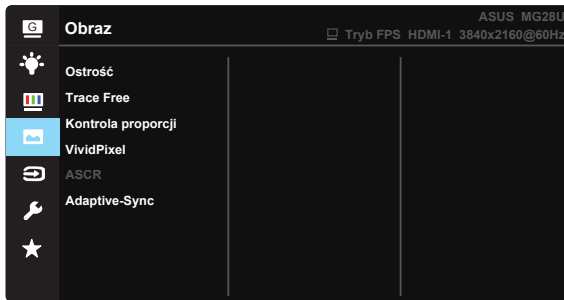 G
Obraz
ASUS MG28U
Tryb FPS HDMI-1 3840x2160@60Hz
Ostrość
Trace Free
Kontrola proporcji
VividPixel
ASCR
Adaptive-Sync